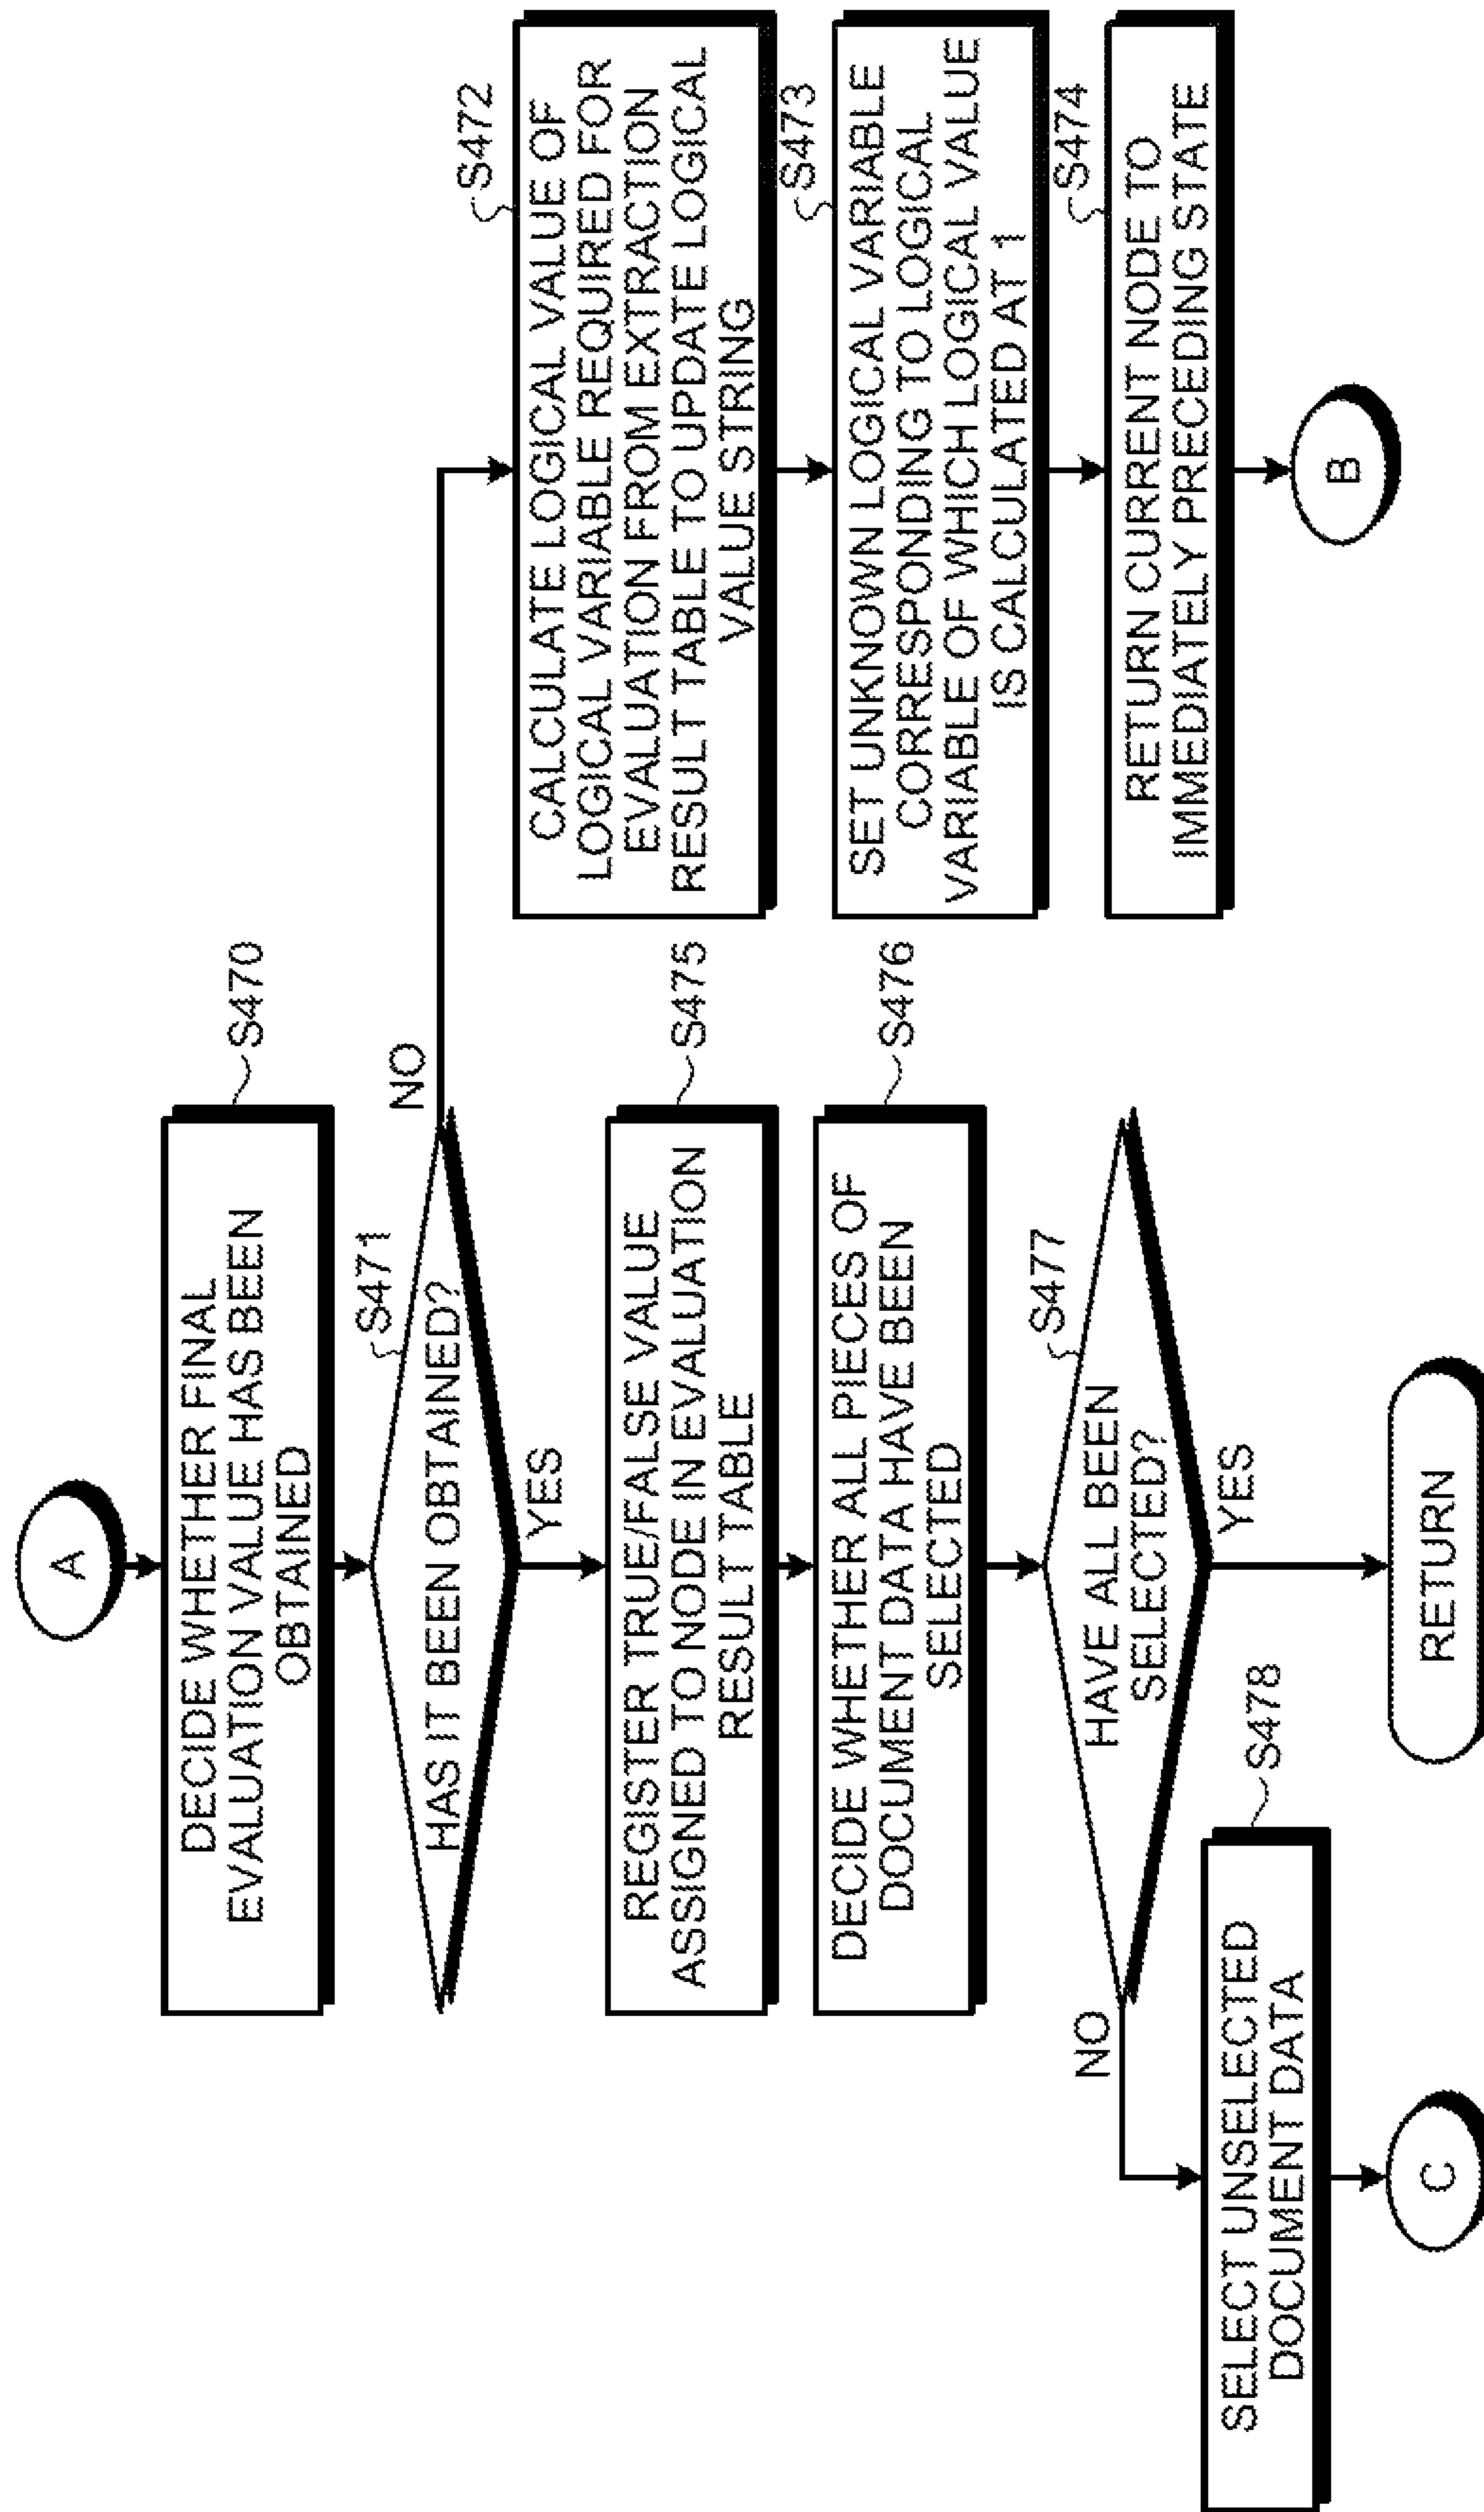 A
DECIDE WHETHER FINAL
EVALUATION VALUE HAS BEEN
OBTAINED
S470
S471
HAS IT BEEN OBTAINED?
NO
YES
CALCULATE LOGICAL VALUE OF
LOGICAL VARIABLE REQUIRED FOR
EVALUATION FROM EXTRACTION
RESULT TABLE TO UPDATE LOGICAL
VALUE STRING
S472
SET UNKNOWN LOGICAL VARIABLE
CORRESPONDING TO LOGICAL
VARIABLE OF WHICH LOGICAL VALUE
IS CALCULATED AT 1
S473
RETURN CURRENT NODE TO
IMMEDIATELY PRECEDING STATE
S474
B
REGISTER TRUE/FALSE VALUE
ASSIGNED TO NODE IN EVALUATION
RESULT TABLE
S475
DECIDE WHETHER ALL PIECES OF
DOCUMENT DATA HAVE BEEN
SELECTED
S476
S477
HAVE ALL BEEN
SELECTED?
NO
YES
SELECT UNSELECTED
DOCUMENT DATA
S478
C
RETURN